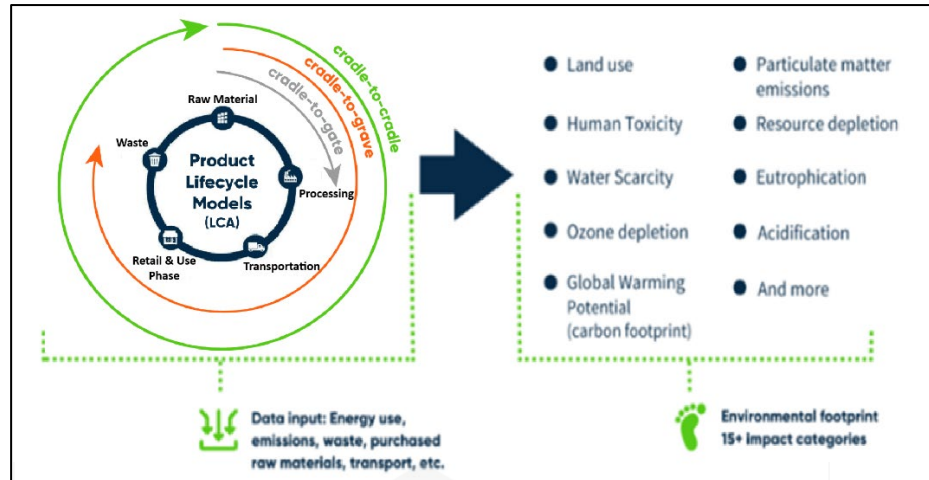 cradle-to-cradle
cradle-to-grave
cradle-to-gate
Raw Material
Waste
Product
Lifecycle
Models
(LCA)
Processing
Retail & Use
Phase
Transportation
Land use
Human Toxicity
Water Scarcity
Ozone depletion
Global Warming
Potential
(carbon footprint)
Particulate matter
emissions
Resource depletion
Eutrophication
Acidification
And more
Data input: Energy use,
emissions, waste, purchased
raw materials, transport, etc.
Environmental footprint
15+ impact categories